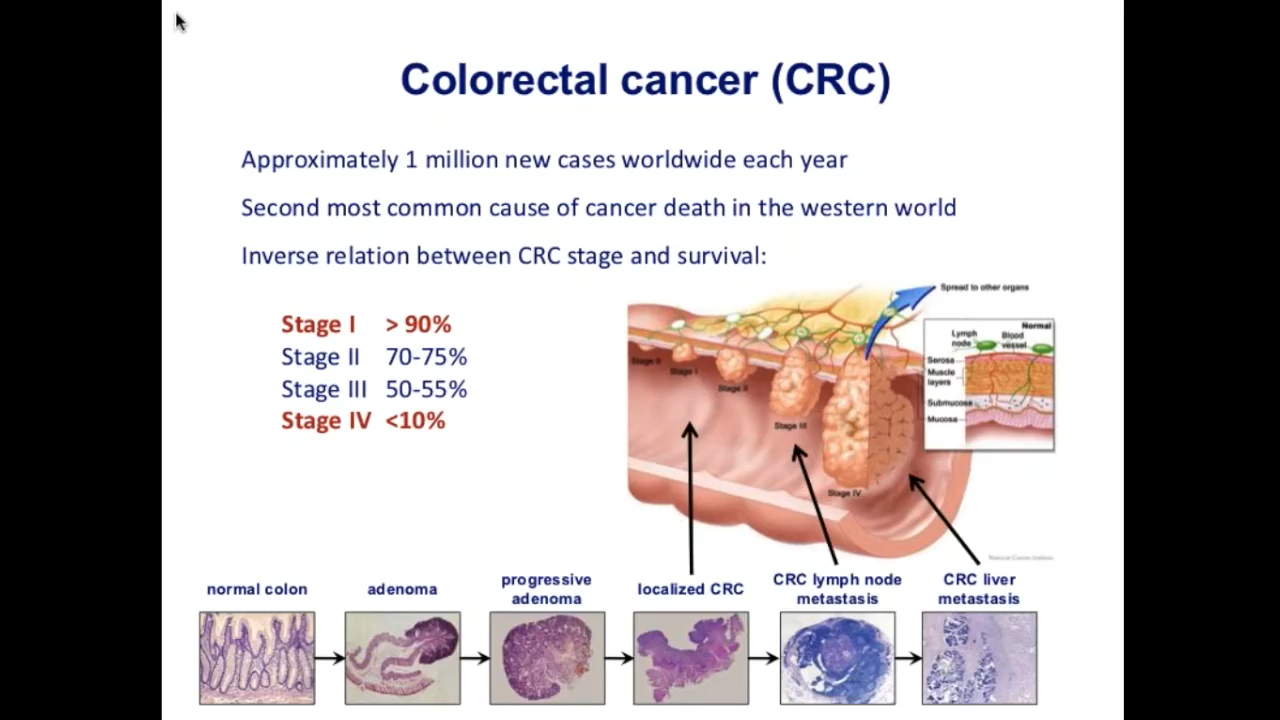 Colorectal cancer (CRC)
Approximately 1 million new cases worldwide each year
Second most common cause of cancer death in the western world
Inverse relation between CRC stage and survival:
Stage I > 90%
Stage II 70-75%
Stage III 50-55%
Stage IV <10%
Spread to other organs
Normal
Lymph node
Blood vessel
Serosa
Muscle layers
Submucosa
Mucosa
Stage 0
Stage I
Stage II
Stage III
Stage IV
National Cancer Institute
normal colon
adenoma
progressive
adenoma
localized CRC
CRC lymph node
metastasis
CRC liver
metastasis